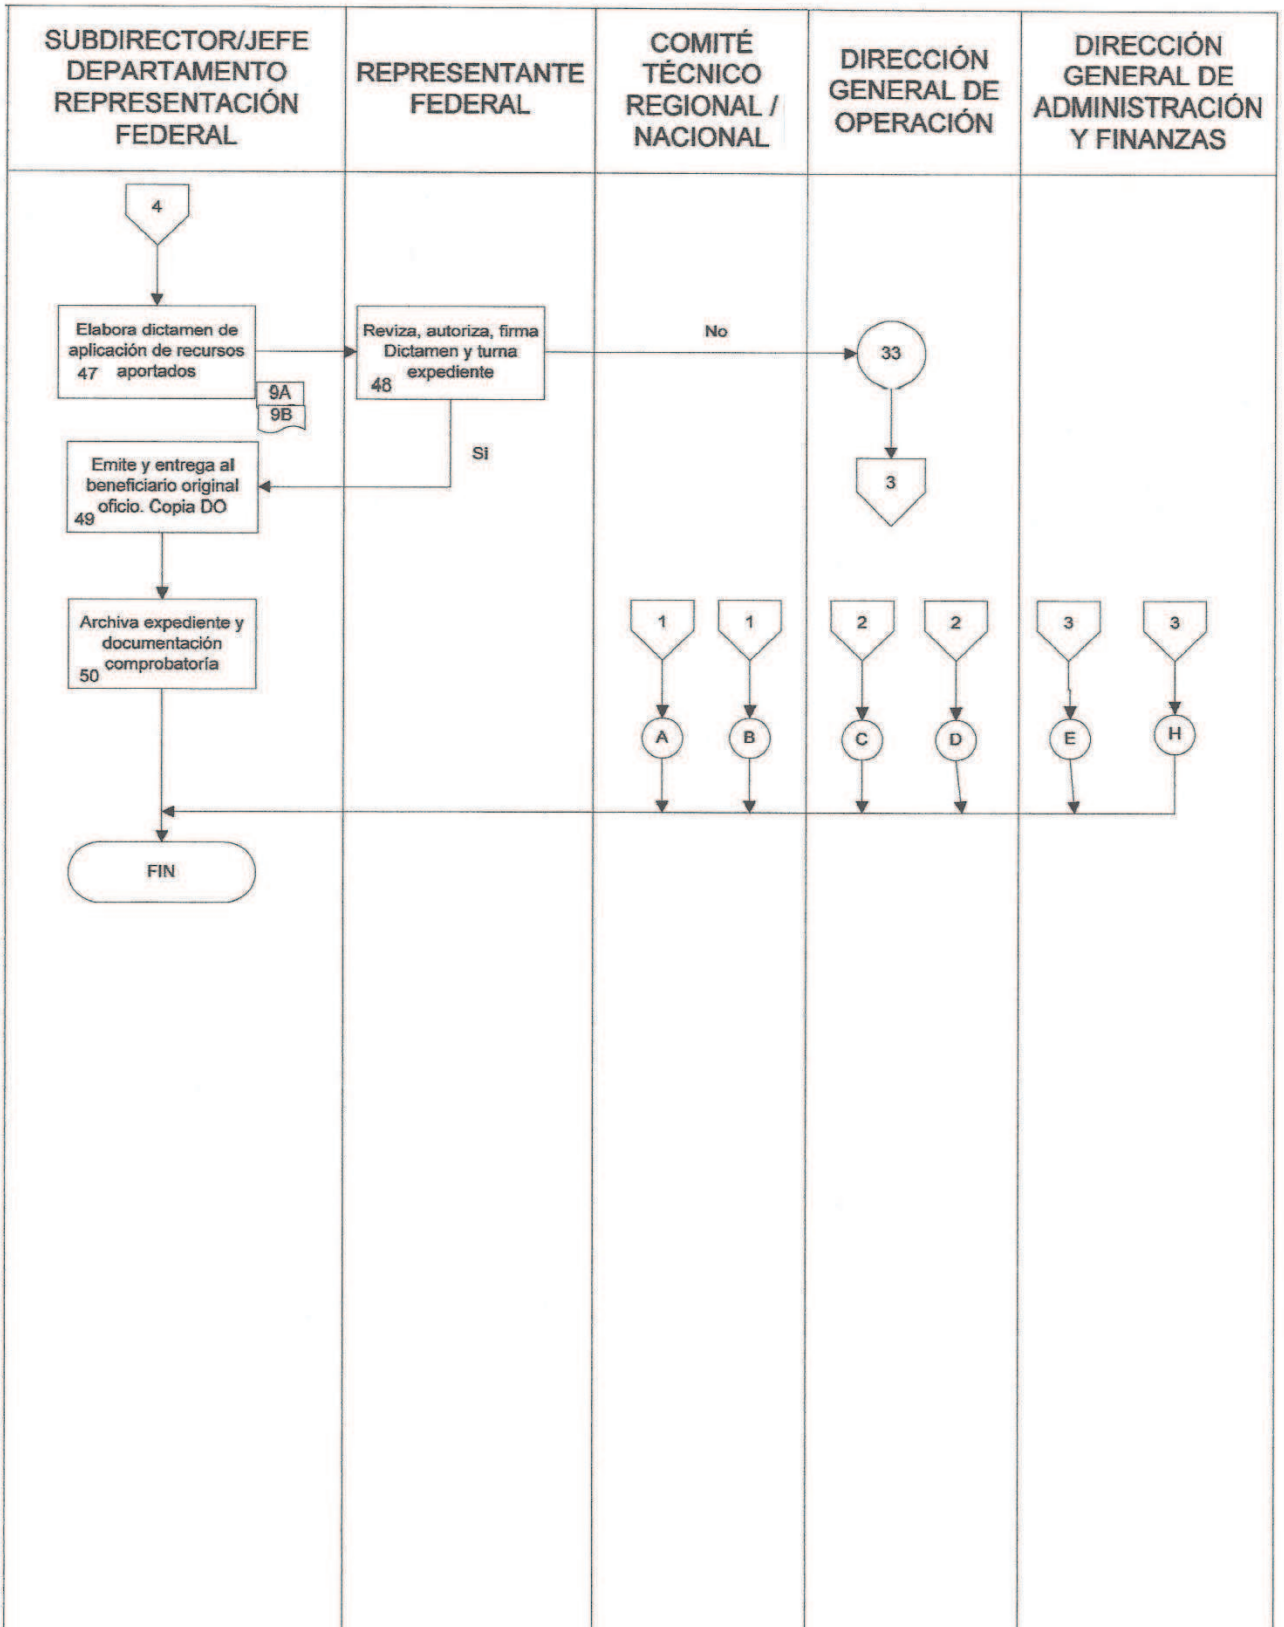 SUBDIRECTOR/JEFE
DEPARTAMENTO
REPRESENTACIÓN
FEDERAL
REPRESENTANTE
FEDERAL
COMITÉ
TÉCNICO
REGIONAL /
NACIONAL
DIRECCIÓN
GENERAL DE
OPERACIÓN
DIRECCIÓN
GENERAL DE
ADMINISTRACIÓN
Y FINANZAS
4
Elabora dictamen de
aplicación de recursos
47 aportados
9A
9B
Reviza, autoriza, firma
Dictamen y turna
expediente
48
No
33
Si
3
Emite y entrega al
beneficiario original
oficio. Copia DO
49
Archiva expediente y
documentación
comprobatoría
50
1
1
2
2
3
3
A
B
C
D
E
H
FIN